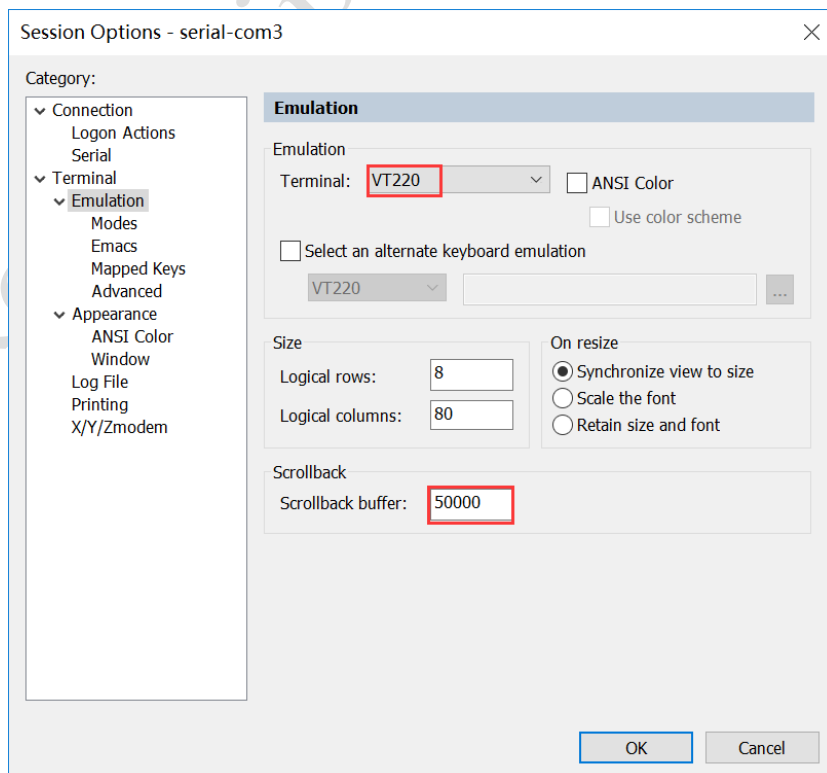 Session Options - serial-com3
Category:
Connection
Logon Actions
Serial
Terminal
Emulation
Modes
Emacs
Mapped Keys
Advanced
Appearance
ANSI Color
Window
Log File
Printing
X/Y/Zmodem
Emulation
Emulation
Terminal: VT220 ANSI Color
Use color scheme
Select an alternate keyboard emulation
VT220 ...
Size
Logical rows: 8
Logical columns: 80
On resize
Synchronize view to size
Scale the font
Retain size and font
Scrollback
Scrollback buffer: 50000
OK Cancel